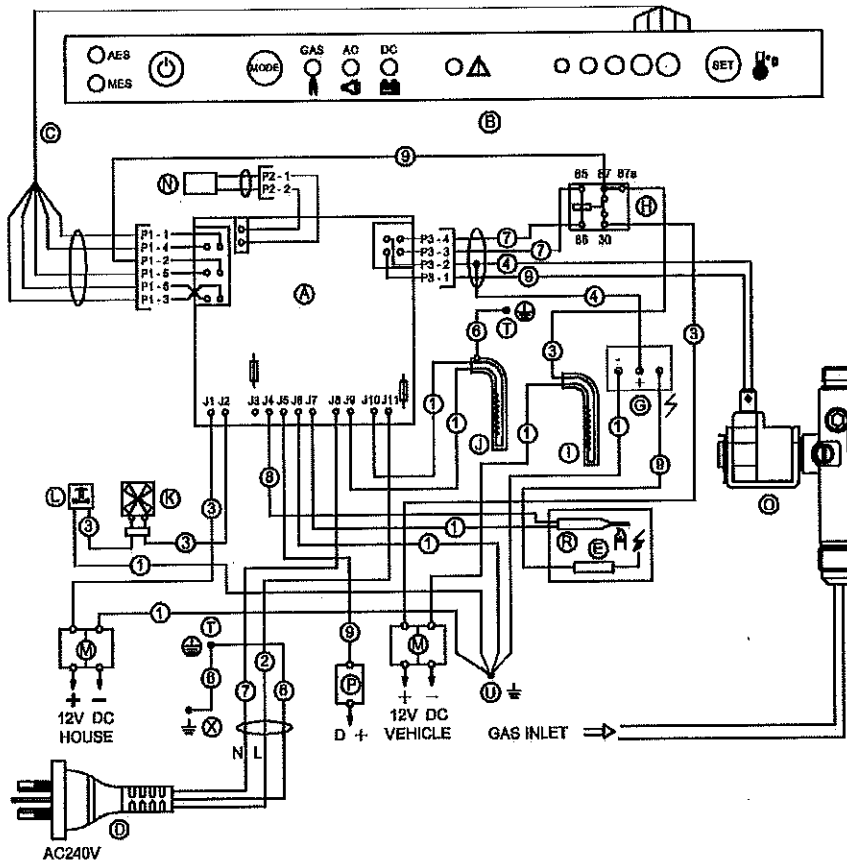 AES
MES
MODE
GAS AC DC
SET
°C
B
C
9
N
P2 - 1
P2 - 2
85 87 87a
H
86 30
P1 - 1
P1 - 4
P1 - 2
P1 - 5
P1 - 6
P1 - 3
A
P3 - 4
P3 - 3
P3 - 2
P3 - 1
7
7
4
9
4
6 T
3
3
- +
G
J1 J2 J3 J4 J5 J6 J7 J8 J9 J10 J11
1
1
J
1
I
1
9
L
K
3
3
3
8
1
R
E
O
1
1
1
M
T
6
X
7
2
6
9
P
M
U
+ -
12V DC
HOUSE
N L
D +
+ -
12V DC
VEHICLE
GAS INLET
D
AC240V